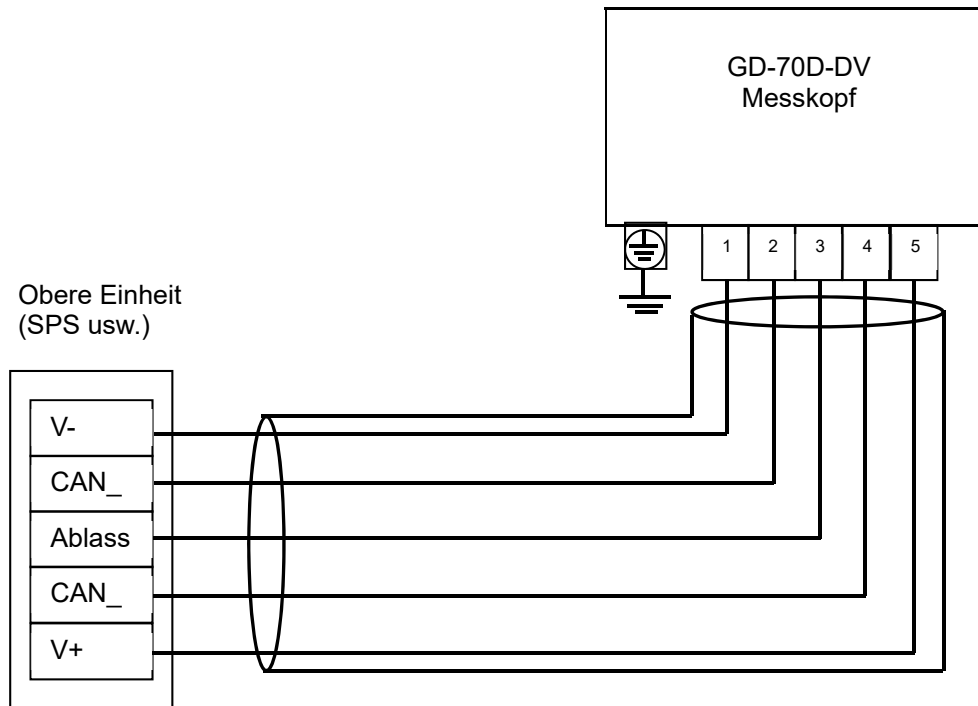 GD-70D-DV
Messkopf
1 2 3 4 5
Obere Einheit
(SPS usw.)
V-
CAN_
Ablass
CAN_
V+